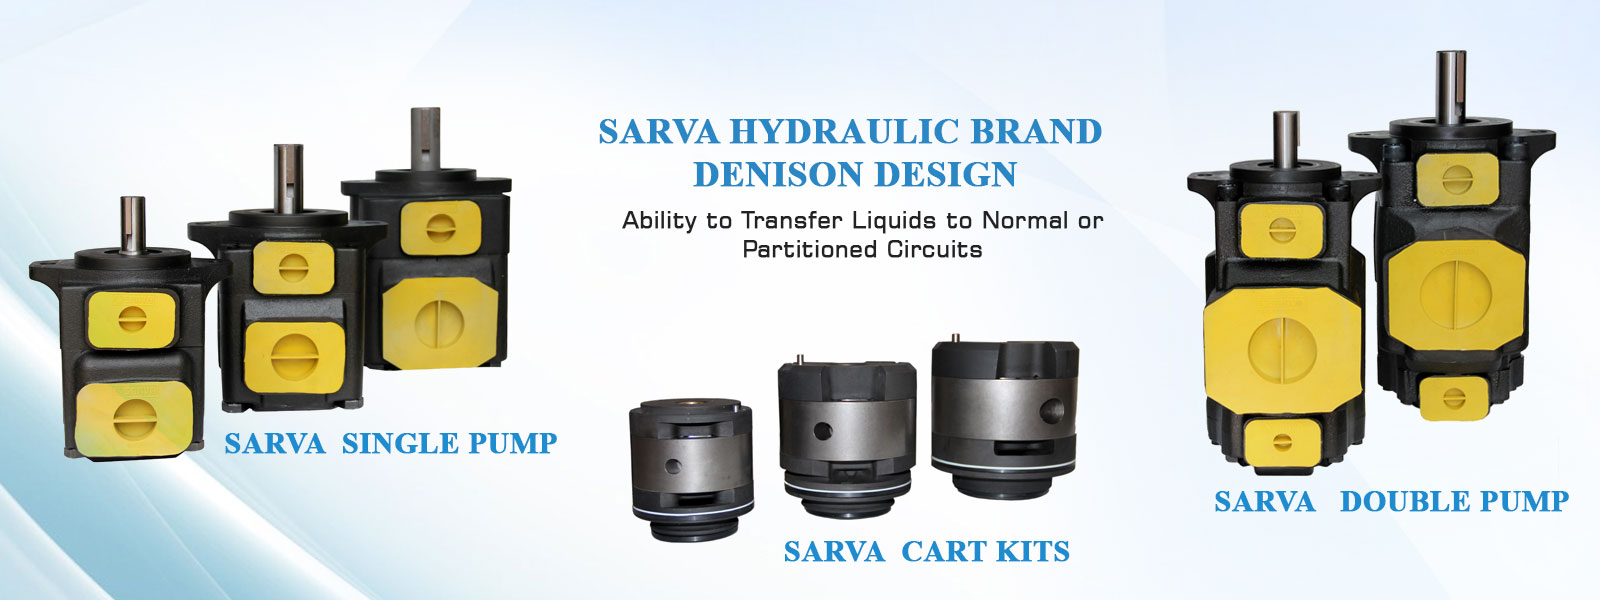 SARVA HYDRAULIC BRAND
DENISON DESIGN
Ability to Transfer Liquids to Normal or
Partitioned Circuits
SARVA SINGLE PUMP
SARVA CART KITS
SARVA DOUBLE PUMP